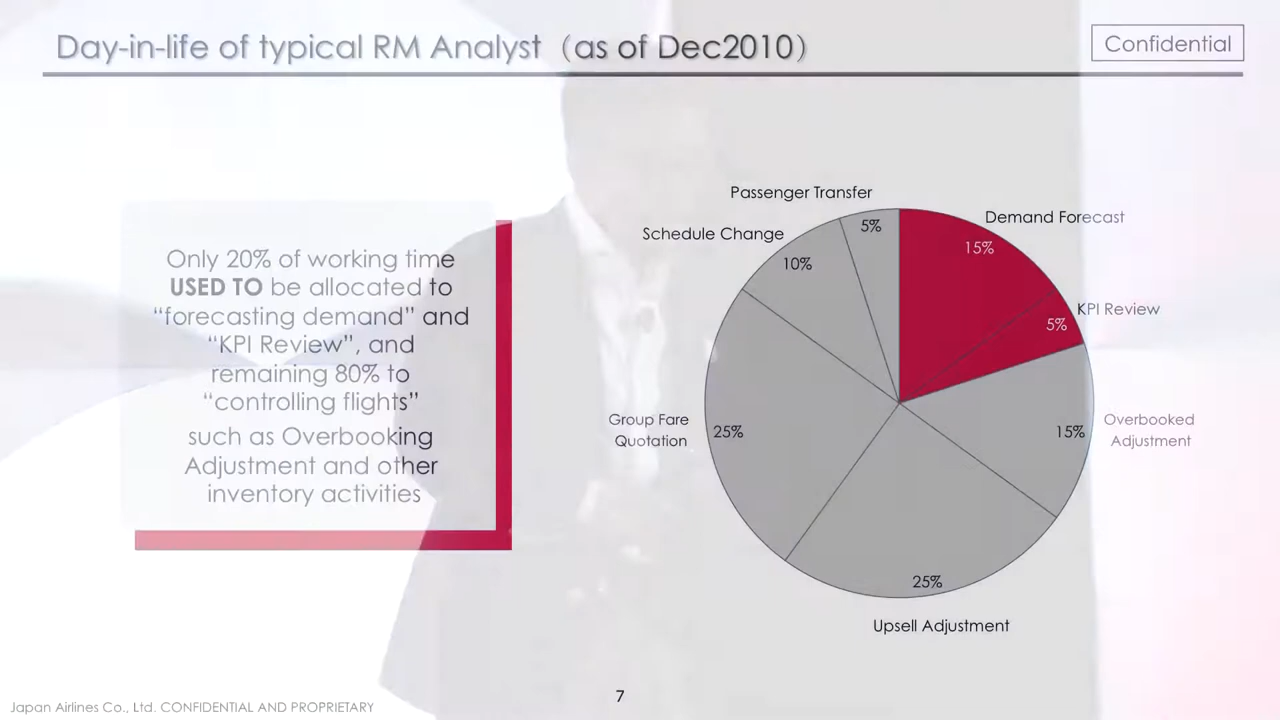 Day-in-life of typical RM Analyst（as of Dec2010）
Confidential
Only 20% of working time
USED TO be allocated to
“forecasting demand” and
“KPI Review”, and
remaining 80% to
“controlling flights”
such as Overbooking
Adjustment and other
inventory activities
Passenger Transfer
5%
Schedule Change
10%
Demand Forecast
15%
KPI Review
5%
Group Fare
Quotation
25%
Overbooked
Adjustment
15%
25%
Upsell Adjustment
7
Japan Airlines Co., Ltd. CONFIDENTIAL AND PROPRIETARY